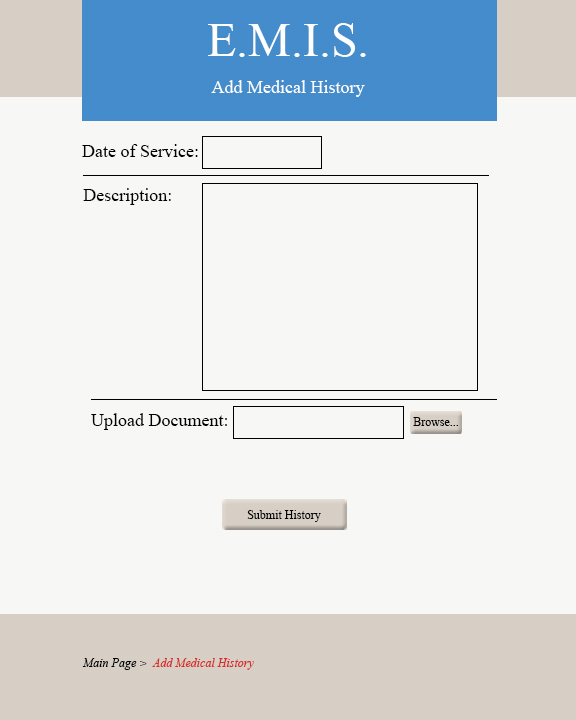 E.M.I.S.
Add Medical History
Date of Service:
Description:
Upload Document:
Browse...
Submit History
Main Page > Add Medical History